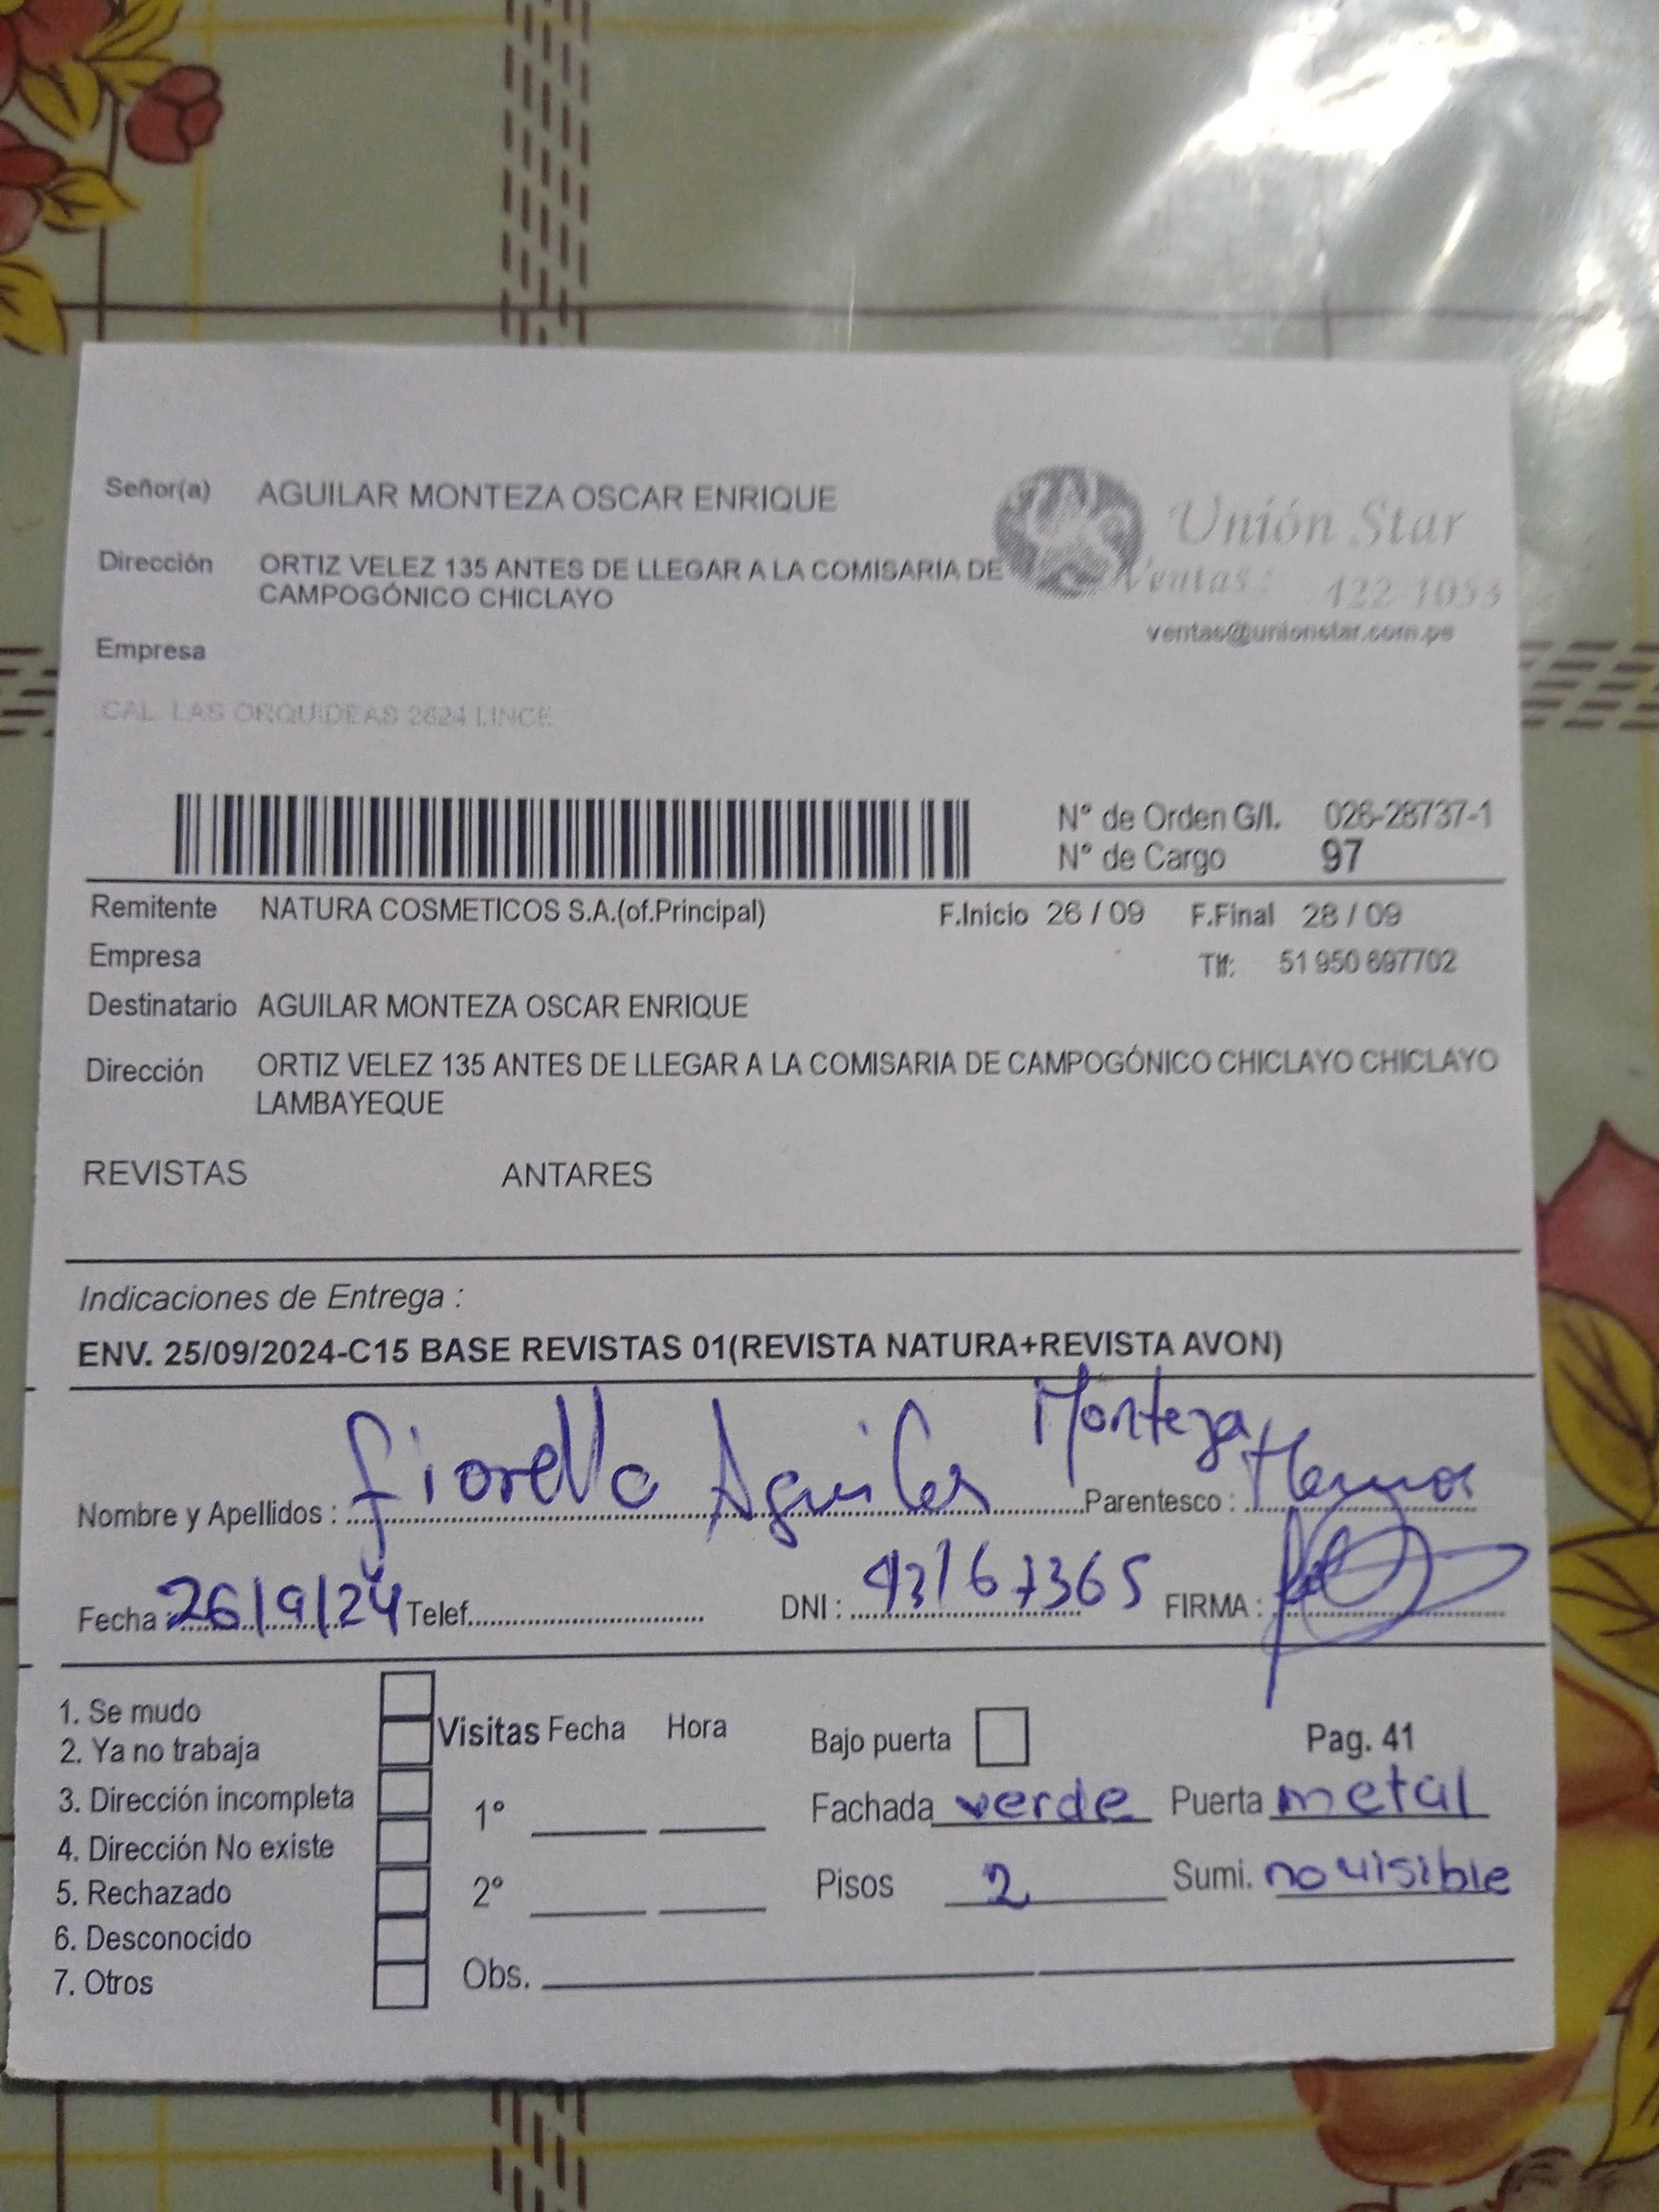 Señor(a) AGUILAR MONTEZA OSCAR ENRIQUE
Unión Star
Dirección ORTIZ VELEZ 135 ANTES DE LLEGAR A LA COMISARIA DE
CAMPOGÓNICO CHICLAYO
Ventas: 422-1053
ventas@unionstar.com.pe
Empresa
CAL. LAS ORQUIDEAS 2624 LINCE
N° de Orden G/I. 026-28737-1
N° de Cargo 97
Remitente NATURA COSMETICOS S.A.(of.Principal) F.Inicio 26 / 09 F.Final 28 / 09
Empresa Tlf: 51 950 697702
Destinatario AGUILAR MONTEZA OSCAR ENRIQUE
Dirección ORTIZ VELEZ 135 ANTES DE LLEGAR A LA COMISARIA DE CAMPOGÓNICO CHICLAYO CHICLAYO
LAMBAYEQUE
REVISTAS ANTARES
Indicaciones de Entrega :
ENV. 25/09/2024-C15 BASE REVISTAS 01(REVISTA NATURA+REVISTA AVON)
Nombre y Apellidos : Fiorella Aguilar Monteza Parentesco :
Fecha : 26/9/24 Telef. DNI : 43167365 FIRMA :
1. Se mudo
2. Ya no trabaja
3. Dirección incompleta
4. Dirección No existe
5. Rechazado
6. Desconocido
7. Otros
Visitas Fecha Hora
1°
2°
Obs.
Bajo puerta Pag. 41
Fachada verde Puerta metal
Pisos 2 Sumi. no visible